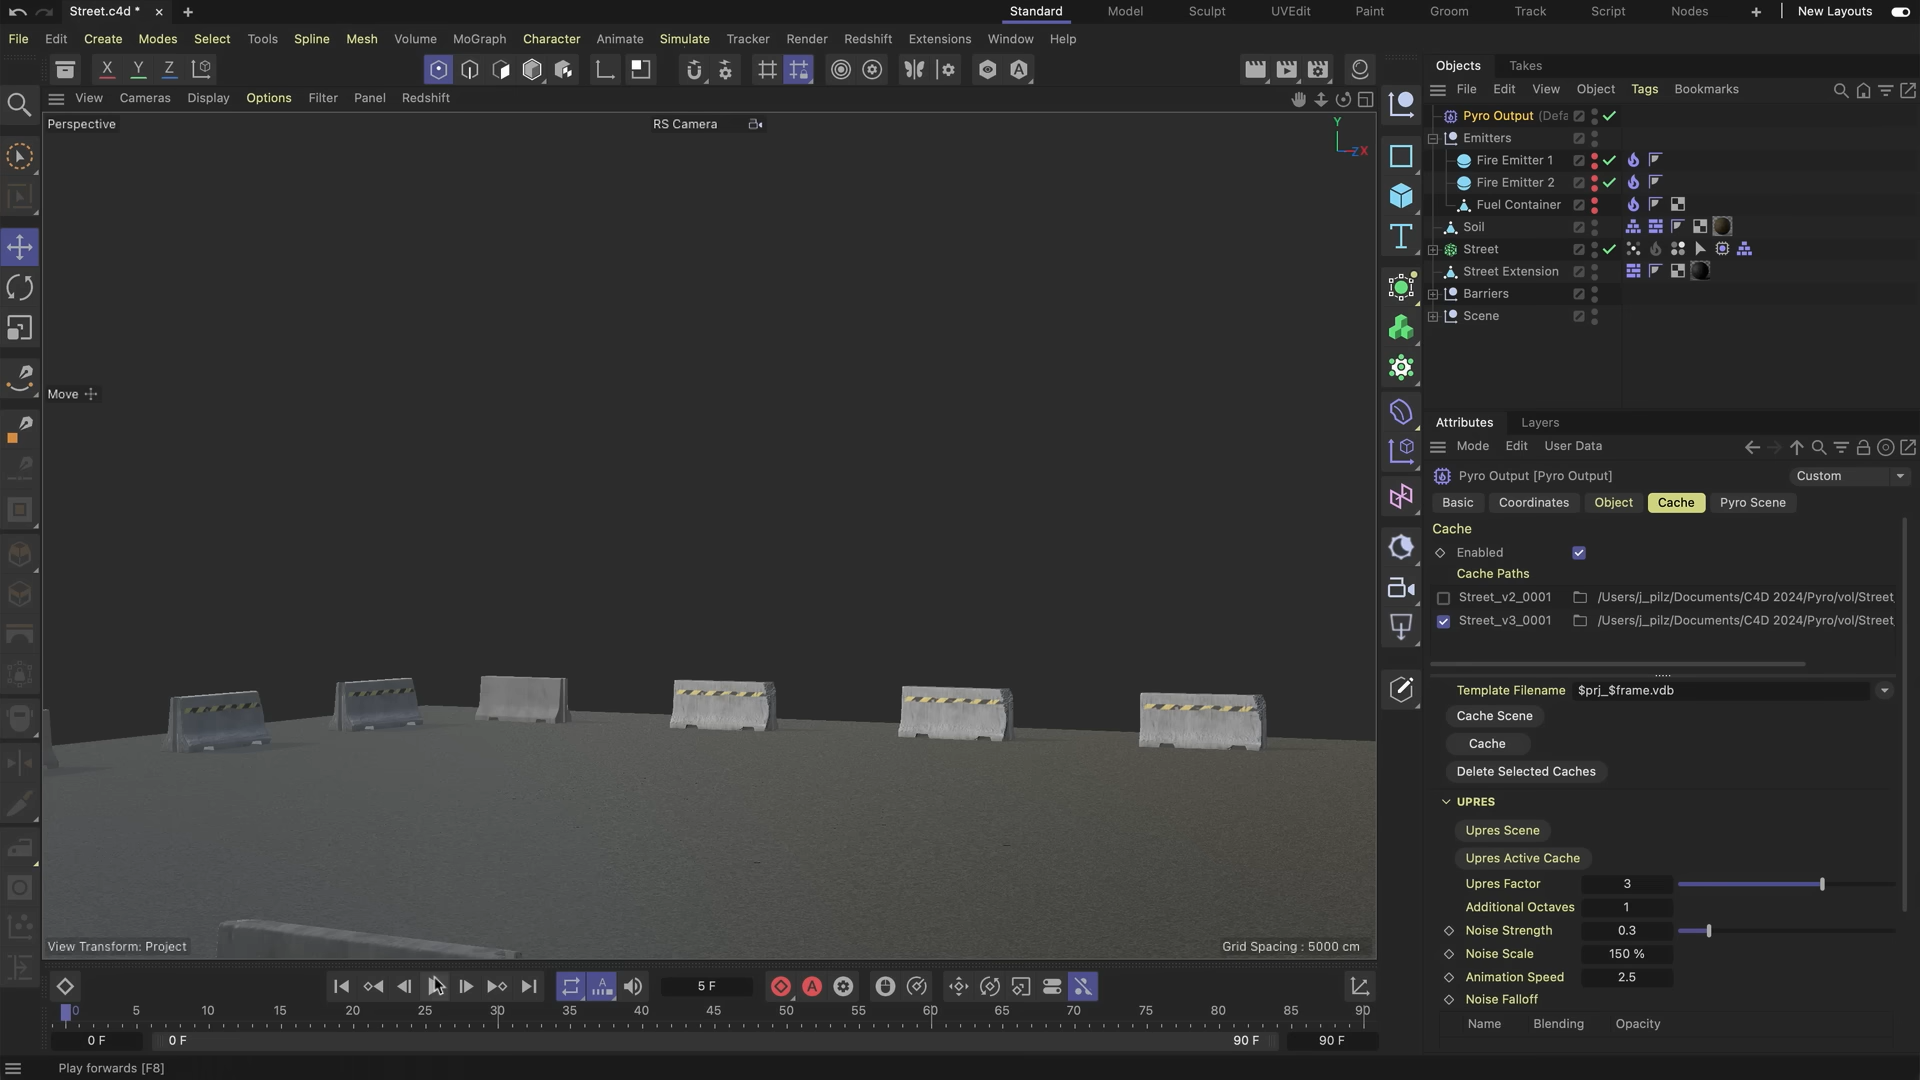 Street.c4d *
Standard
Model
Sculpt
UVEdit
Paint
Groom
Track
Script
Nodes
New Layouts
File
Edit
Create
Modes
Select
Tools
Spline
Mesh
Volume
MoGraph
Character
Animate
Simulate
Tracker
Render
Redshift
Extensions
Window
Help
X Y Z
View
Cameras
Display
Options
Filter
Panel
Redshift
Perspective
RS Camera
Y
ZX
Move
View Transform: Project
Grid Spacing : 5000 cm
5 F
0 5 10 15 20 25 30 35 40 45 50 55 60 65 70 75 80 85 90
0 F
0 F
90 F
90 F
Play forwards [F8]
Objects
Takes
File
Edit
View
Object
Tags
Bookmarks
Pyro Output (Defa
Emitters
Fire Emitter 1
Fire Emitter 2
Fuel Container
Soil
Street
Street Extension
Barriers
Scene
Attributes
Layers
Mode
Edit
User Data
Pyro Output [Pyro Output]
Custom
Basic
Coordinates
Object
Cache
Pyro Scene
Cache
Enabled
Cache Paths
Street_v2_0001 /Users/j_pilz/Documents/C4D 2024/Pyro/vol/Street_
Street_v3_0001 /Users/j_pilz/Documents/C4D 2024/Pyro/vol/Street_
Template Filename $prj_$frame.vdb
Cache Scene
Cache
Delete Selected Caches
UPRES
Upres Scene
Upres Active Cache
Upres Factor 3
Additional Octaves 1
Noise Strength 0.3
Noise Scale 150 %
Animation Speed 2.5
Noise Falloff
Name
Blending
Opacity